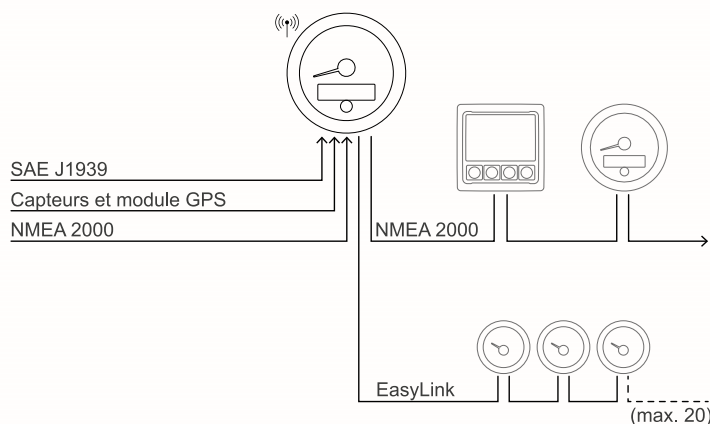 SAE J1939
Capteurs et module GPS
NMEA 2000
NMEA 2000
EasyLink
(max. 20)